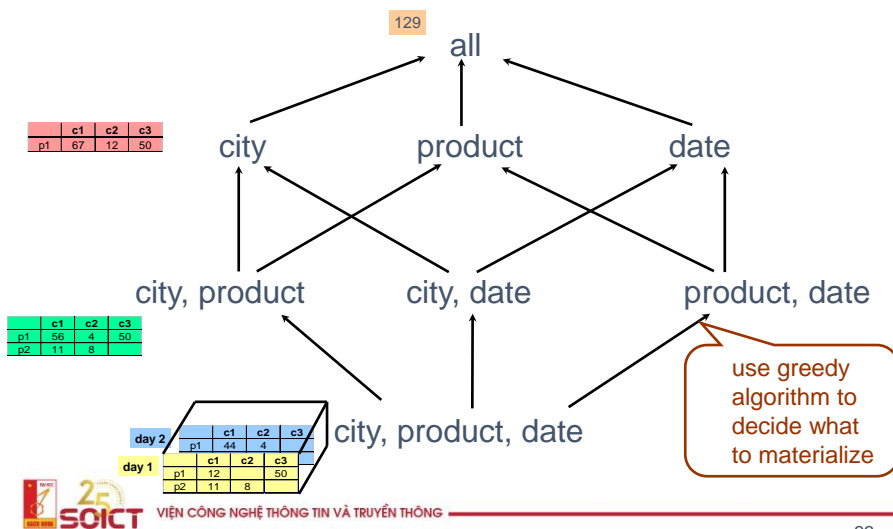 129
all
c1 c2 c3
p1 67 12 50
city product date
city, product city, date product, date
c1 c2 c3
p1 56 4 50
p2 11 8
use greedy
algorithm to
decide what
to materialize
city, product, date
day 2
c1 c2 c3
p1 44 4
day 1
c1 c2 c3
p1 12 50
p2 11 8
25
SOICT
VIỆN CÔNG NGHỆ THÔNG TIN VÀ TRUYỀN THÔNG